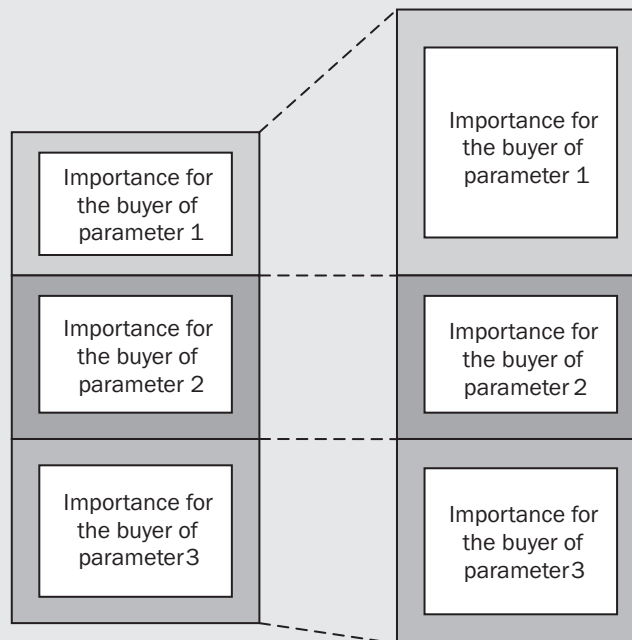 Importance for
the buyer of
parameter 1
Importance for
the buyer of
parameter 2
Importance for
the buyer of
parameter3
Importance for
the buyer of
parameter 1
Importance for
the buyer of
parameter2
Importance for
the buyer of
parameter3